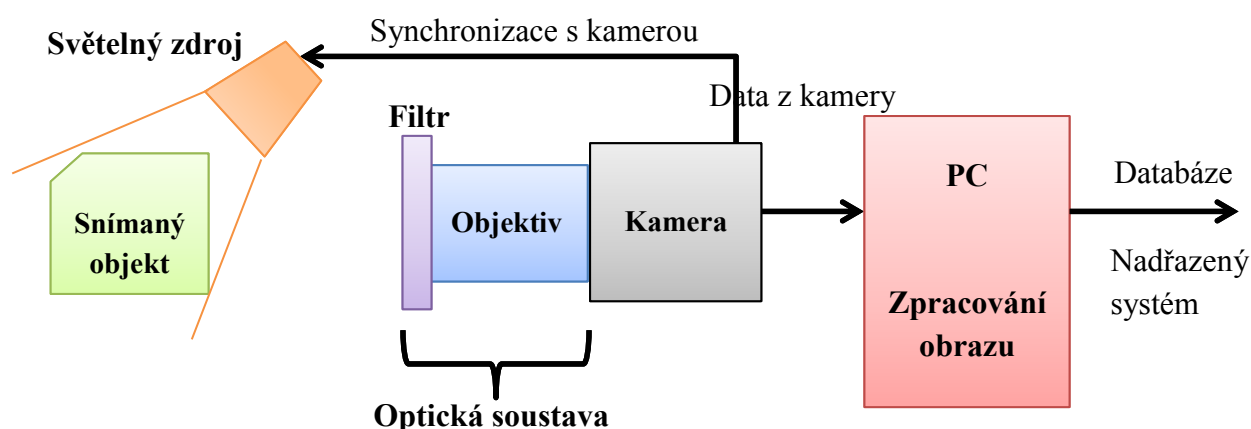 Synchronizace s kamerou
Světelný zdroj
Data z kamery
Filtr
Snímaný
objekt
Objektiv
Kamera
PC
Zpracování
obrazu
Databáze
Nadřazený
systém
Optická soustava